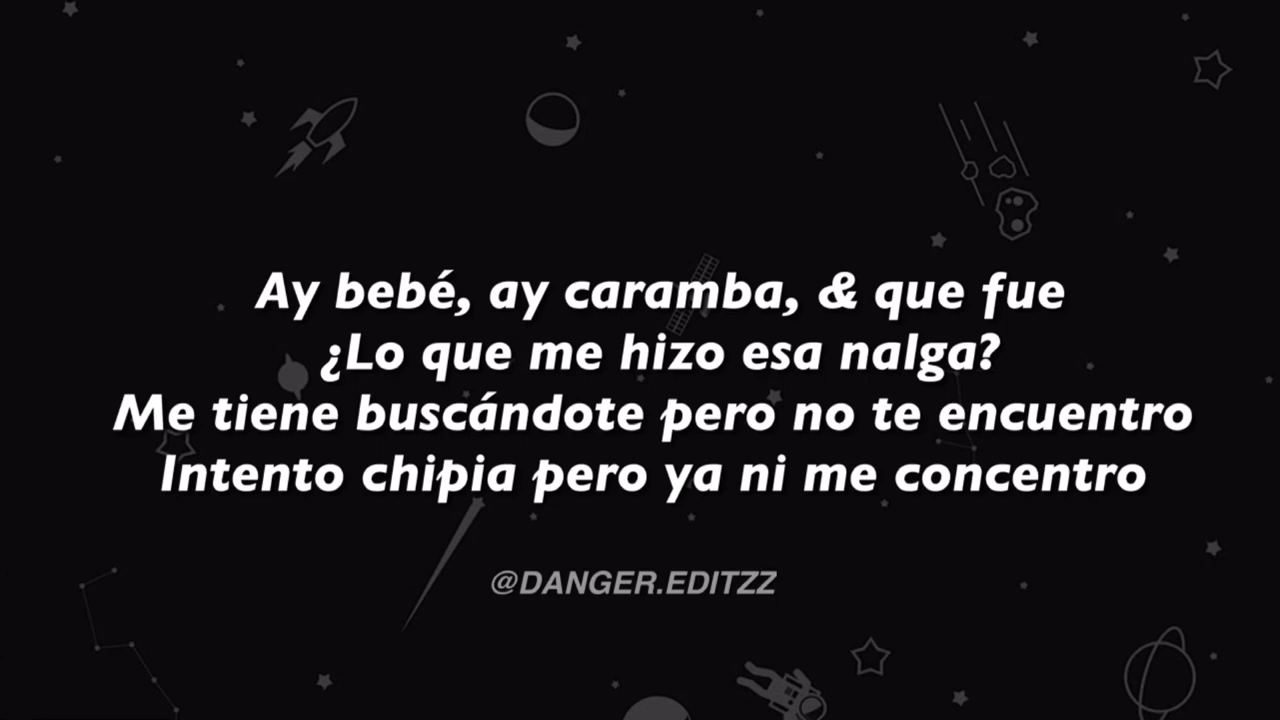 Ay bebé, ay caramba, & que fue
¿Lo que me hizo esa nalga?
Me tiene buscándote pero no te encuentro
Intento chipia pero ya ni me concentro
@DANGER.EDITZZ